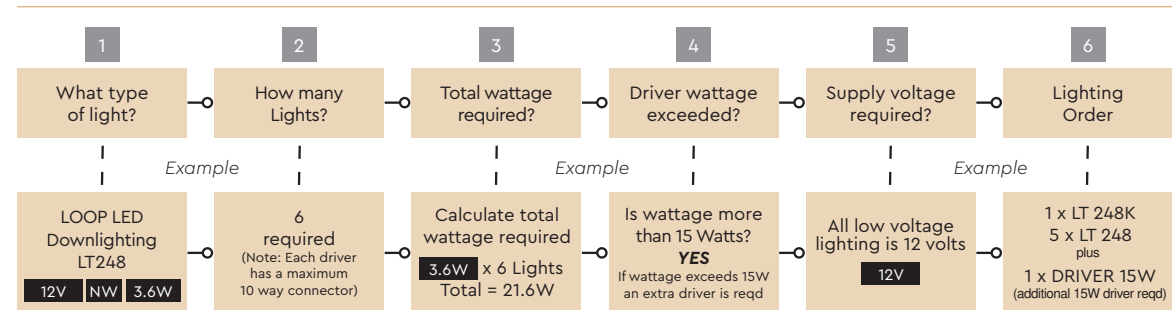 1
2
3
4
5
6
What type
of light?
How many
Lights?
Total wattage
required?
Driver wattage
exceeded?
Supply voltage
required?
Lighting
Order
Example
Example
Example
LOOP LED
Downlighting
LT248
12V NW 3.6W
6
required
(Note: Each driver
has a maximum
10 way connector)
Calculate total
wattage required
3.6W x 6 Lights
Total = 21.6W
Is wattage more
than 15 Watts?
YES
If wattage exceeds 15W
an extra driver is reqd
All low voltage
lighting is 12 volts
12V
1 x LT 248K
5 x LT 248
plus
1 x DRIVER 15W
(additional 15W driver reqd)